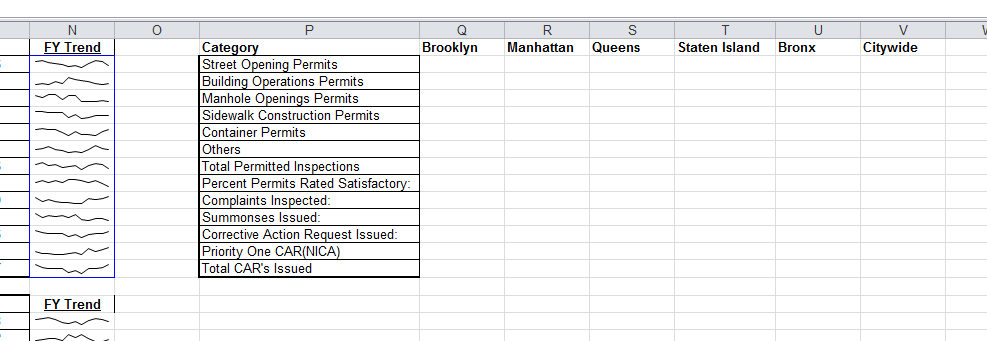 N O P Q R S T U V
FY Trend Category Brooklyn Manhattan Queens Staten Island Bronx Citywide
Street Opening Permits
Building Operations Permits
Manhole Openings Permits
Sidewalk Construction Permits
Container Permits
Others
Total Permitted Inspections
Percent Permits Rated Satisfactory:
Complaints Inspected:
Summonses Issued:
Corrective Action Request Issued:
Priority One CAR(NICA)
Total CAR's Issued
FY Trend